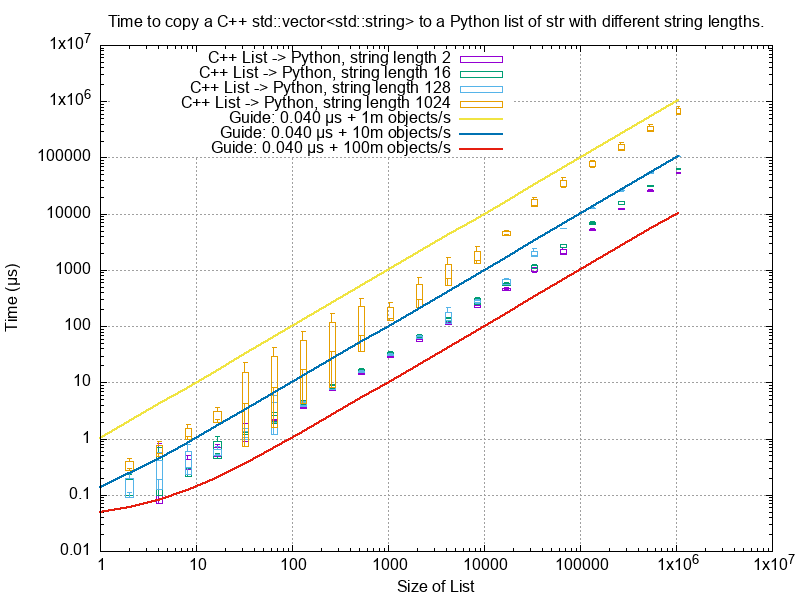 Time to copy a C++ std::vector<std::string> to a Python list of str with different string lengths.
C++ List -> Python, string length 2
C++ List -> Python, string length 16
C++ List -> Python, string length 128
C++ List -> Python, string length 1024
Guide: 0.040 µs + 1m objects/s
Guide: 0.040 µs + 10m objects/s
Guide: 0.040 µs + 100m objects/s
Time (µs)
1x10⁷
1x10⁶
100000
10000
1000
100
10
1
0.1
0.01
1
10
100
1000
10000
100000
1x10⁶
1x10⁷
Size of List